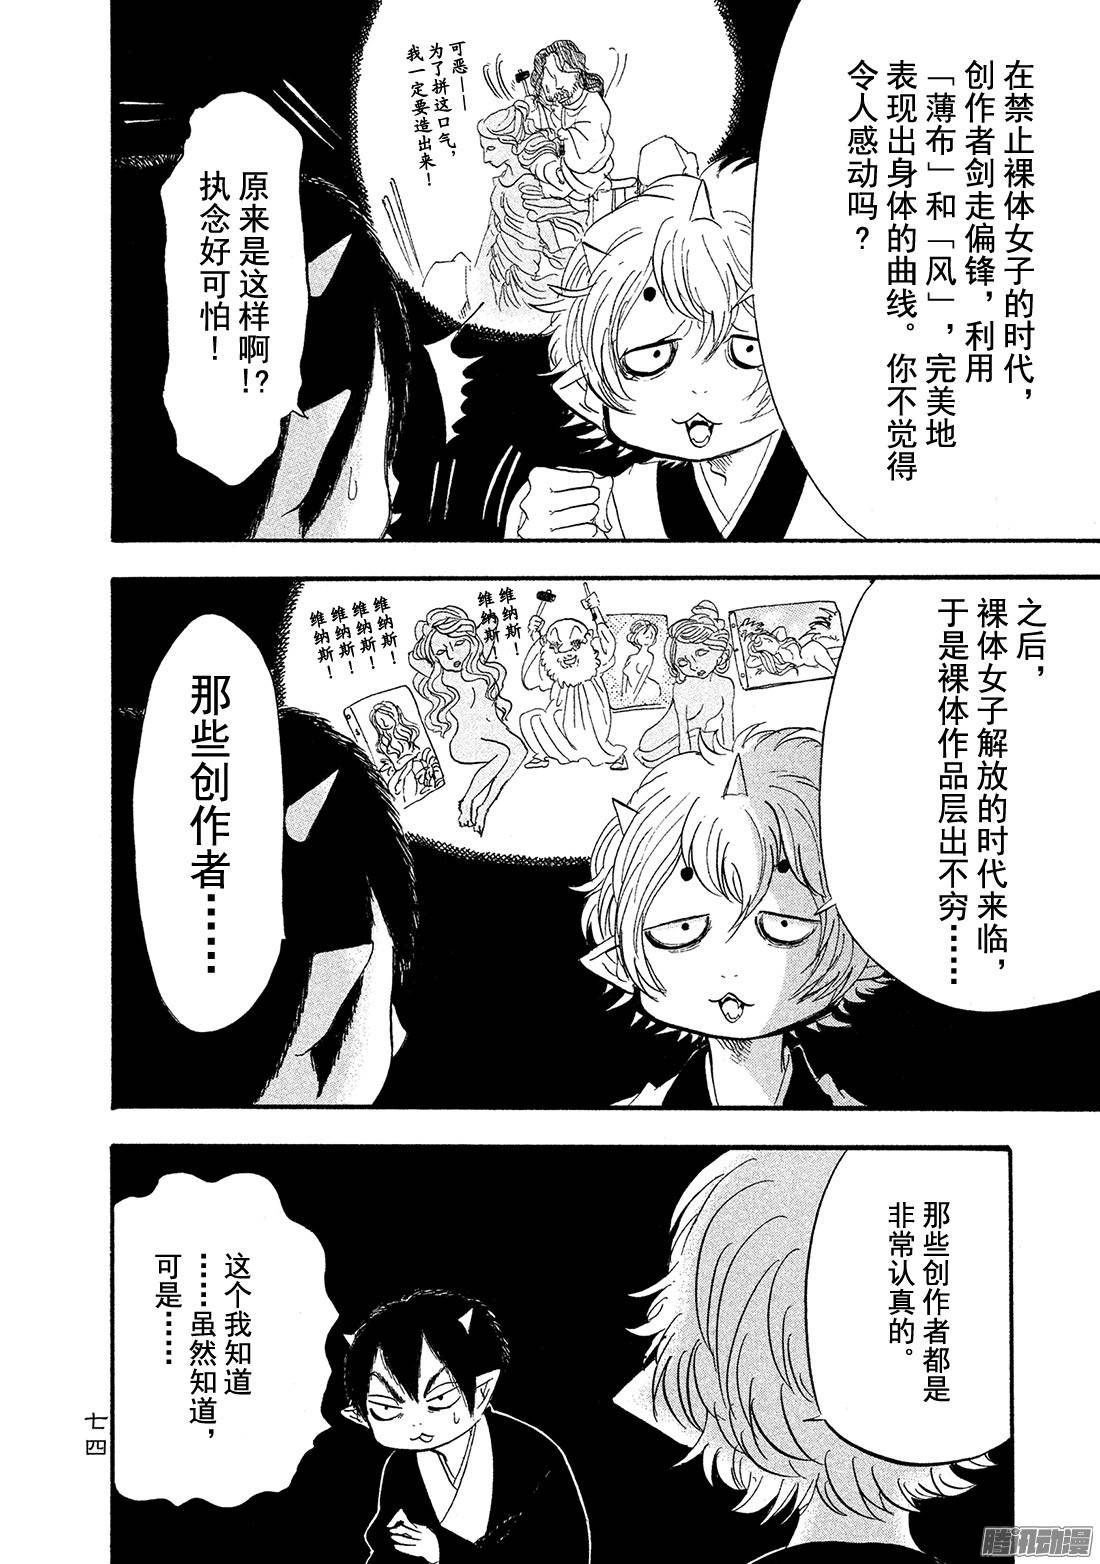 在禁止裸体女子的时代，
创作者剑走偏锋，利用
「薄布」和「风」，完美地
表现出身体的曲线。你不觉得
令人感动吗？
可恶——
为了拼这口气，
我一定要造出来！
原来是这样啊!?
执念好可怕！
之后，
裸体女子解放的时代来临，
于是裸体作品层出不穷……
维纳斯！
维纳斯！
维纳斯！
维纳斯！
维纳斯！
维纳斯！
那些创作者……
那些创作者都是
非常认真的。
这个我知道
……虽然知道，
可是……
七四
腾讯动漫